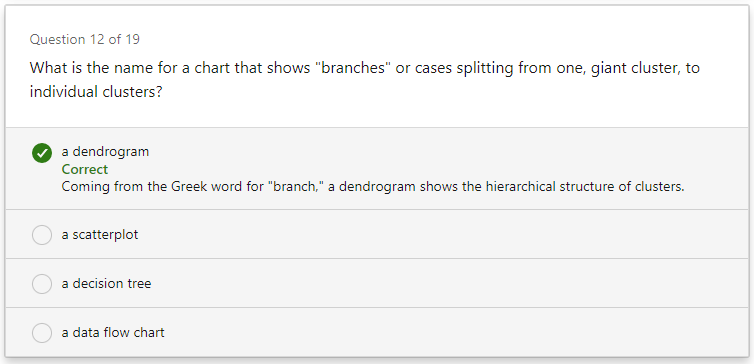 Question 12 of 19
What is the name for a chart that shows "branches" or cases splitting from one, giant cluster, to
individual clusters?
a dendrogram
Correct
Coming from the Greek word for "branch," a dendrogram shows the hierarchical structure of clusters.
a scatterplot
a decision tree
a data flow chart